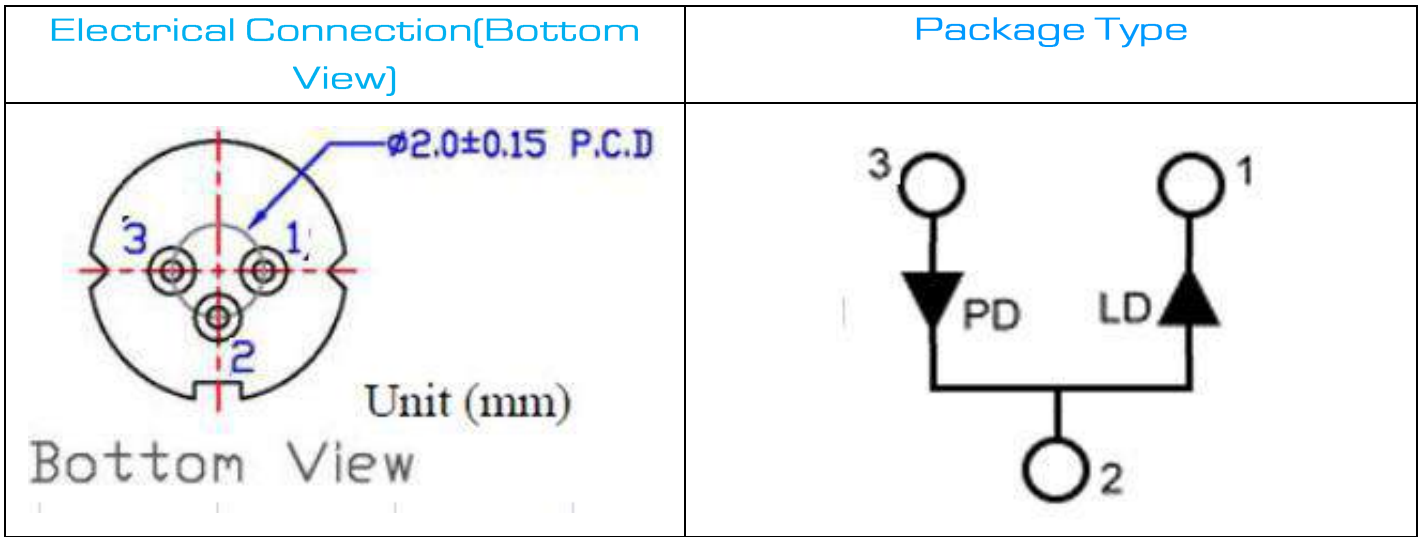 Electrical Connection(Bottom
View)
Package Type
ø2.0±0.15 P.C.D
3
1
2
Unit (mm)
Bottom View
3
1
PD
LD
2